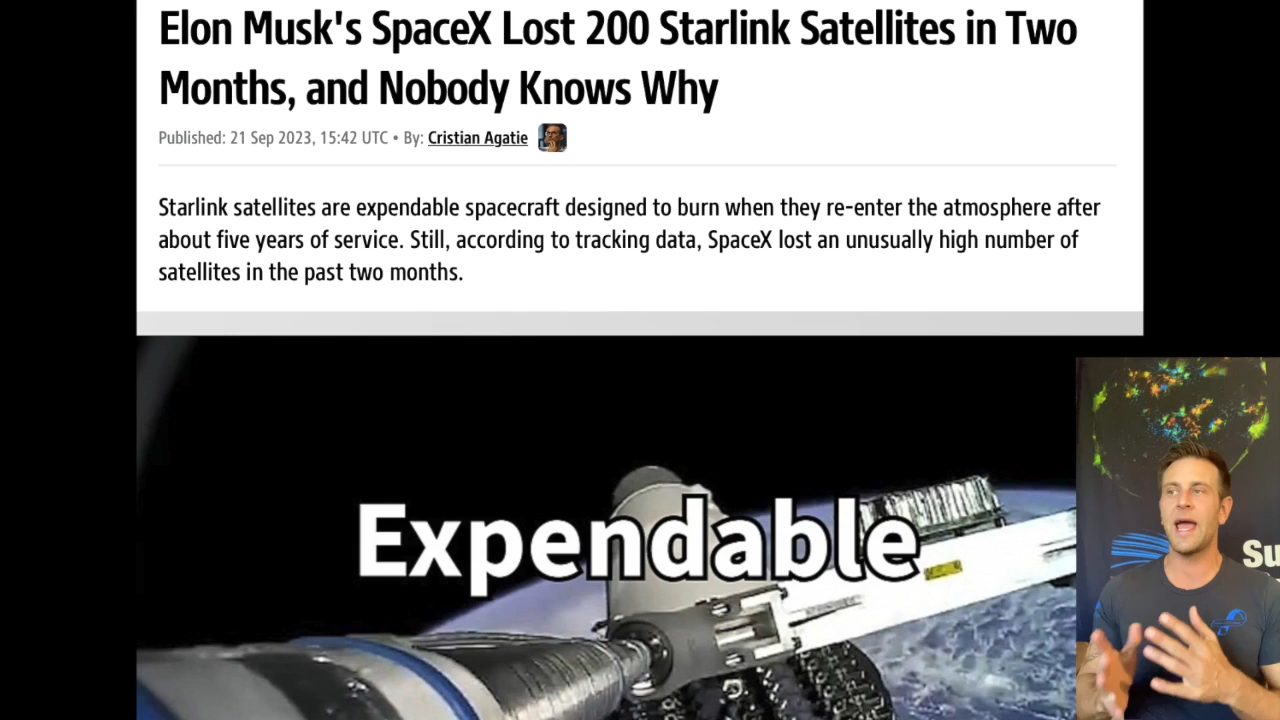 Elon Musk's SpaceX Lost 200 Starlink Satellites in Two
Months, and Nobody Knows Why
Published: 21 Sep 2023, 15:42 UTC • By: Cristian Agatie
Starlink satellites are expendable spacecraft designed to burn when they re-enter the atmosphere after
about five years of service. Still, according to tracking data, SpaceX lost an unusually high number of
satellites in the past two months.
Expendable
Su